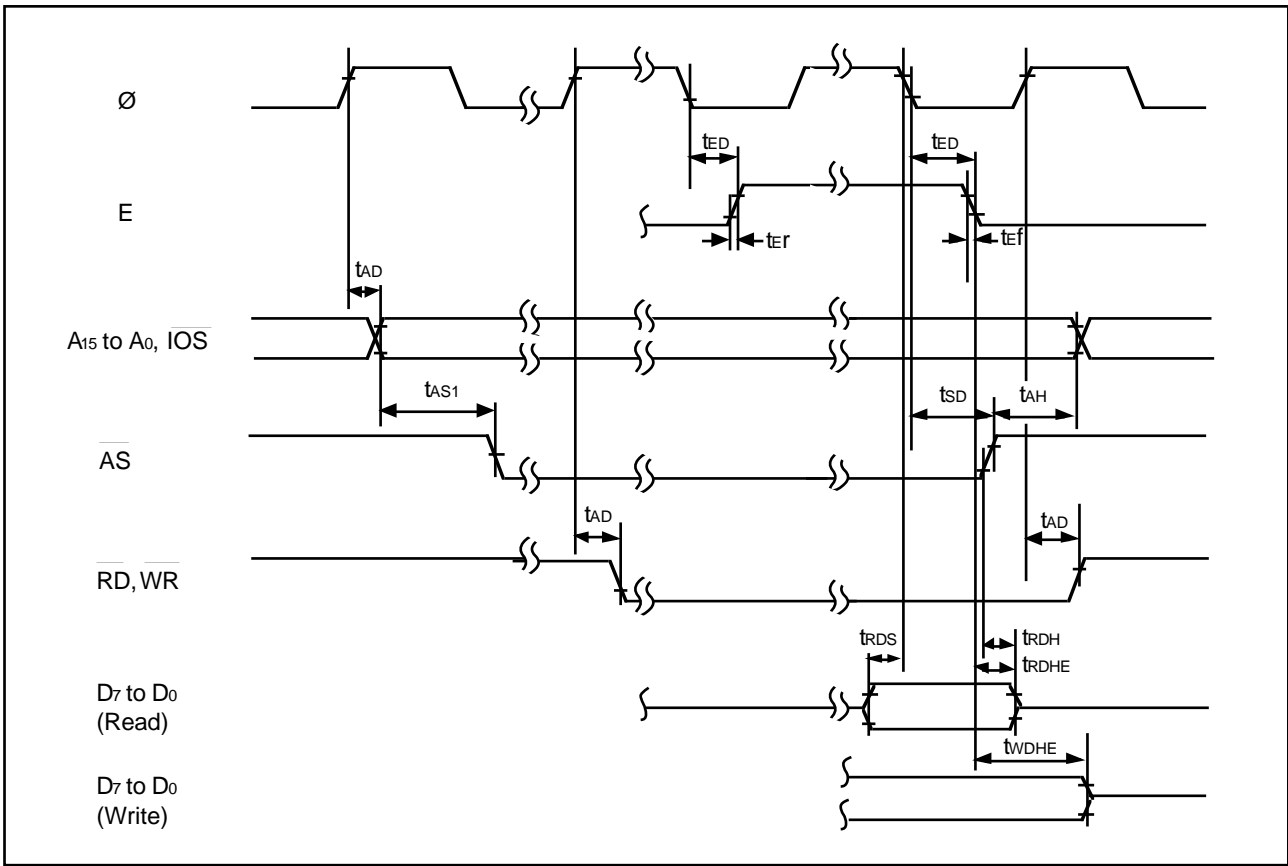 Ø
tED
tED
E
tEr
tEf
tAD
A15 to A0, IOS
tAS1
tSD
tAH
AS
tAD
tAD
RD, WR
tRDS
tRDH
tRDHE
D7 to D0
(Read)
tWDHE
D7 to D0
(Write)